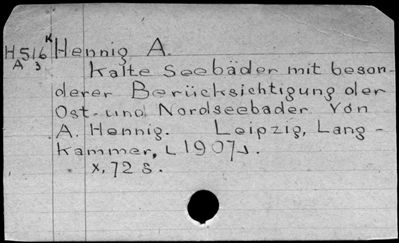 H516 K Hennig A.
A 3
Kalte Seebäder mit beson-
derer Berücksichtigung der
Ost- und Nordseebader Von
A. Hennig. Leipzig, Lang-
Kammer, [1907].
x, 72 s.